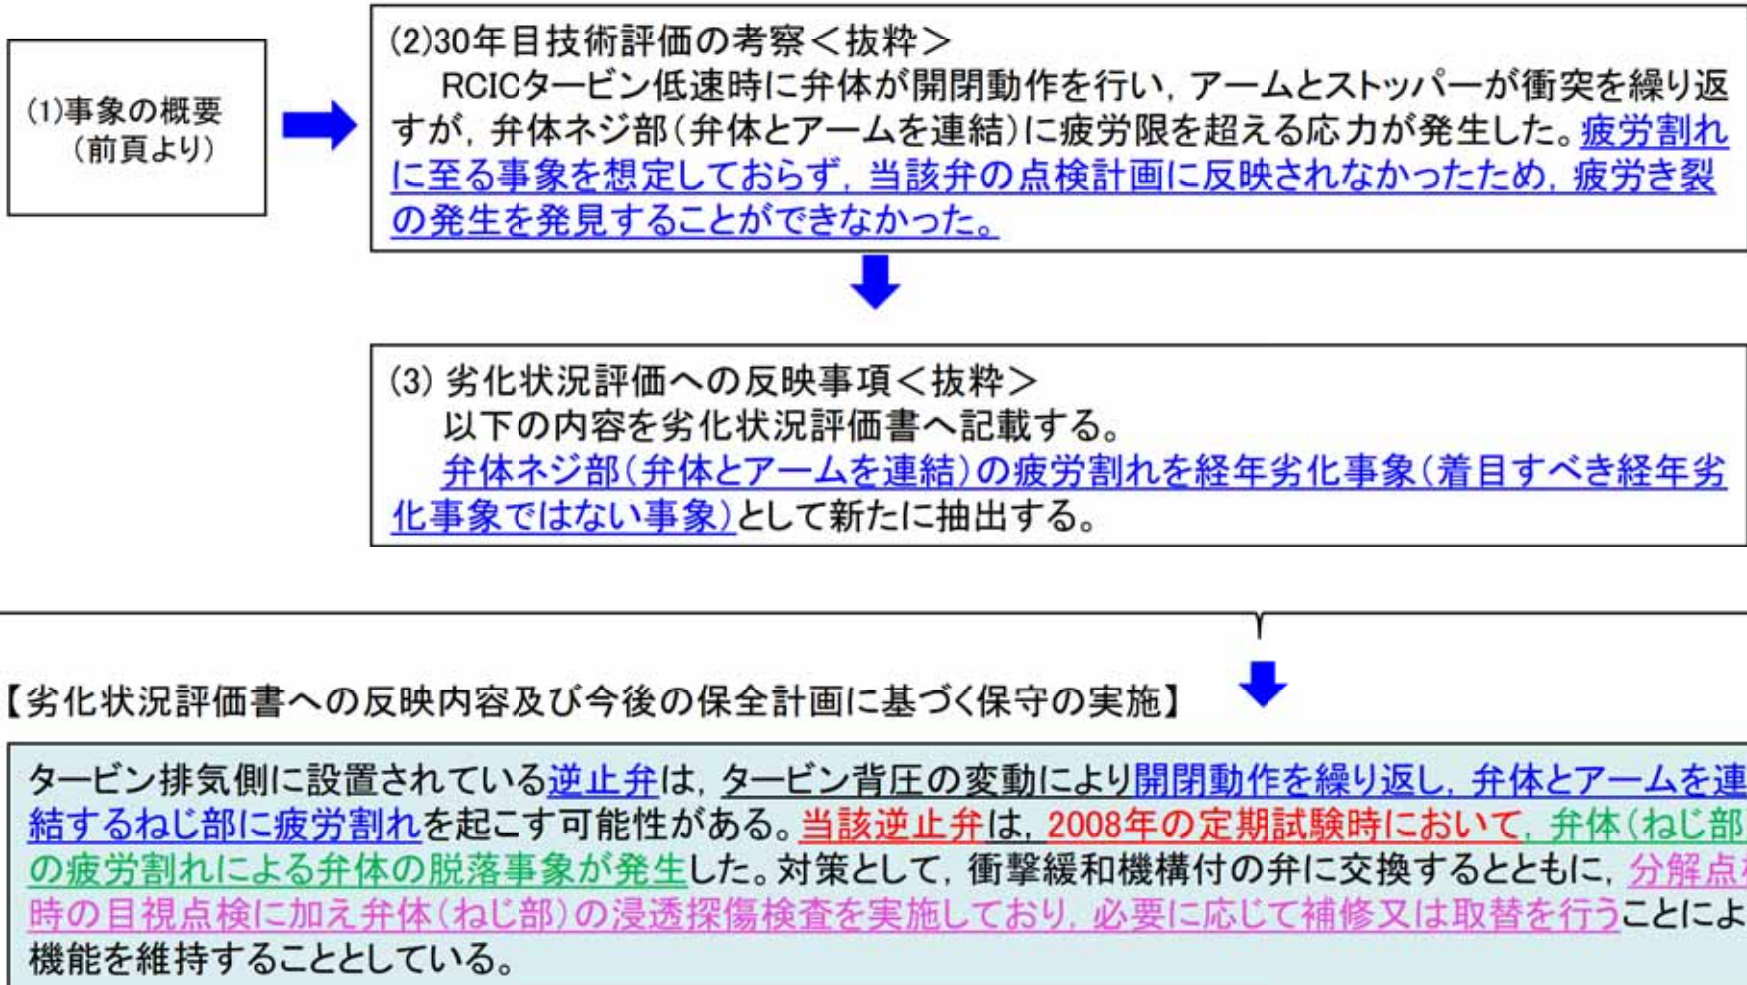 (1)事象の概要
（前頁より）
(2)30年目技術評価の考察＜抜粋＞
RCICタービン低速時に弁体が開閉動作を行い，アームとストッパーが衝突を繰り返
すが，弁体ネジ部（弁体とアームを連結）に疲労限を超える応力が発生した。疲労割れ
に至る事象を想定しておらず，当該弁の点検計画に反映されなかったため，疲労き裂
の発生を発見することができなかった。
(3) 劣化状況評価への反映事項＜抜粋＞
以下の内容を劣化状況評価書へ記載する。
弁体ネジ部（弁体とアームを連結）の疲労割れを経年劣化事象（着目すべき経年劣
化事象ではない事象）として新たに抽出する。
【劣化状況評価書への反映内容及び今後の保全計画に基づく保守の実施】
タービン排気側に設置されている逆止弁は，タービン背圧の変動により開閉動作を繰り返し，弁体とアームを連
結するねじ部に疲労割れを起こす可能性がある。当該逆止弁は，2008年の定期試験時において，弁体（ねじ部
の疲労割れによる弁体の脱落事象が発生した。対策として，衝撃緩和機構付の弁に交換するとともに，分解点
時の目視点検に加え弁体（ねじ部）の浸透探傷検査を実施しており，必要に応じて補修又は取替を行うことによ
機能を維持することとしている。